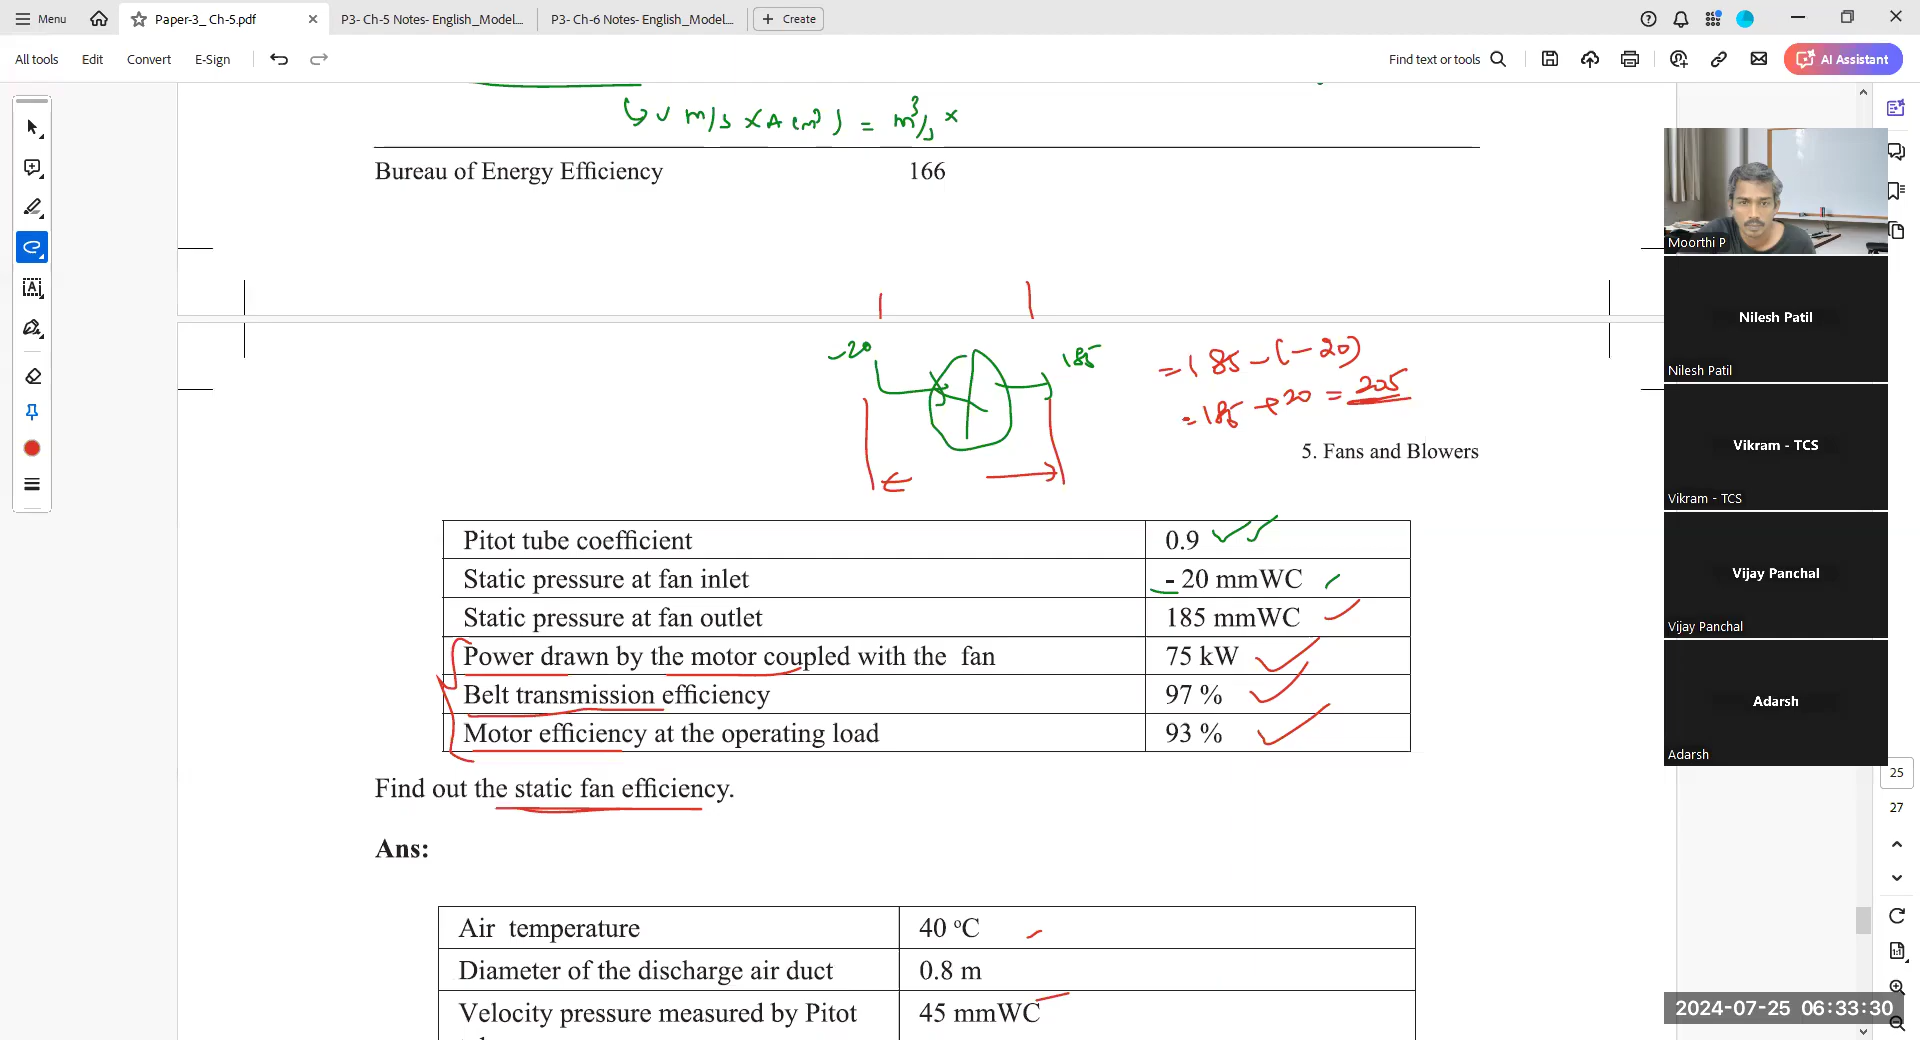 Menu
Paper-3_ Ch-5.pdf
P3- Ch-5 Notes- English_Model...
P3- Ch-6 Notes- English_Model...
Create
All tools
Edit
Convert
E-Sign
Find text or tools
AI Assistant
v m/s x (A (m²) = m³/s x
Bureau of Energy Efficiency 166
-20
185
= 185 - (-20)
= 185 + 20 = 205
5. Fans and Blowers
Pitot tube coefficient 0.9
Static pressure at fan inlet - 20 mmWC
Static pressure at fan outlet 185 mmWC
Power drawn by the motor coupled with the fan 75 kW
Belt transmission efficiency 97 %
Motor efficiency at the operating load 93 %
Find out the static fan efficiency.
Ans:
Air temperature 40 °C
Diameter of the discharge air duct 0.8 m
Velocity pressure measured by Pitot 45 mmWC
Moorthi P
Nilesh Patil
Nilesh Patil
Vikram - TCS
Vikram - TCS
Vijay Panchal
Vijay Panchal
Adarsh
Adarsh
25
27
2024-07-25 06:33:30